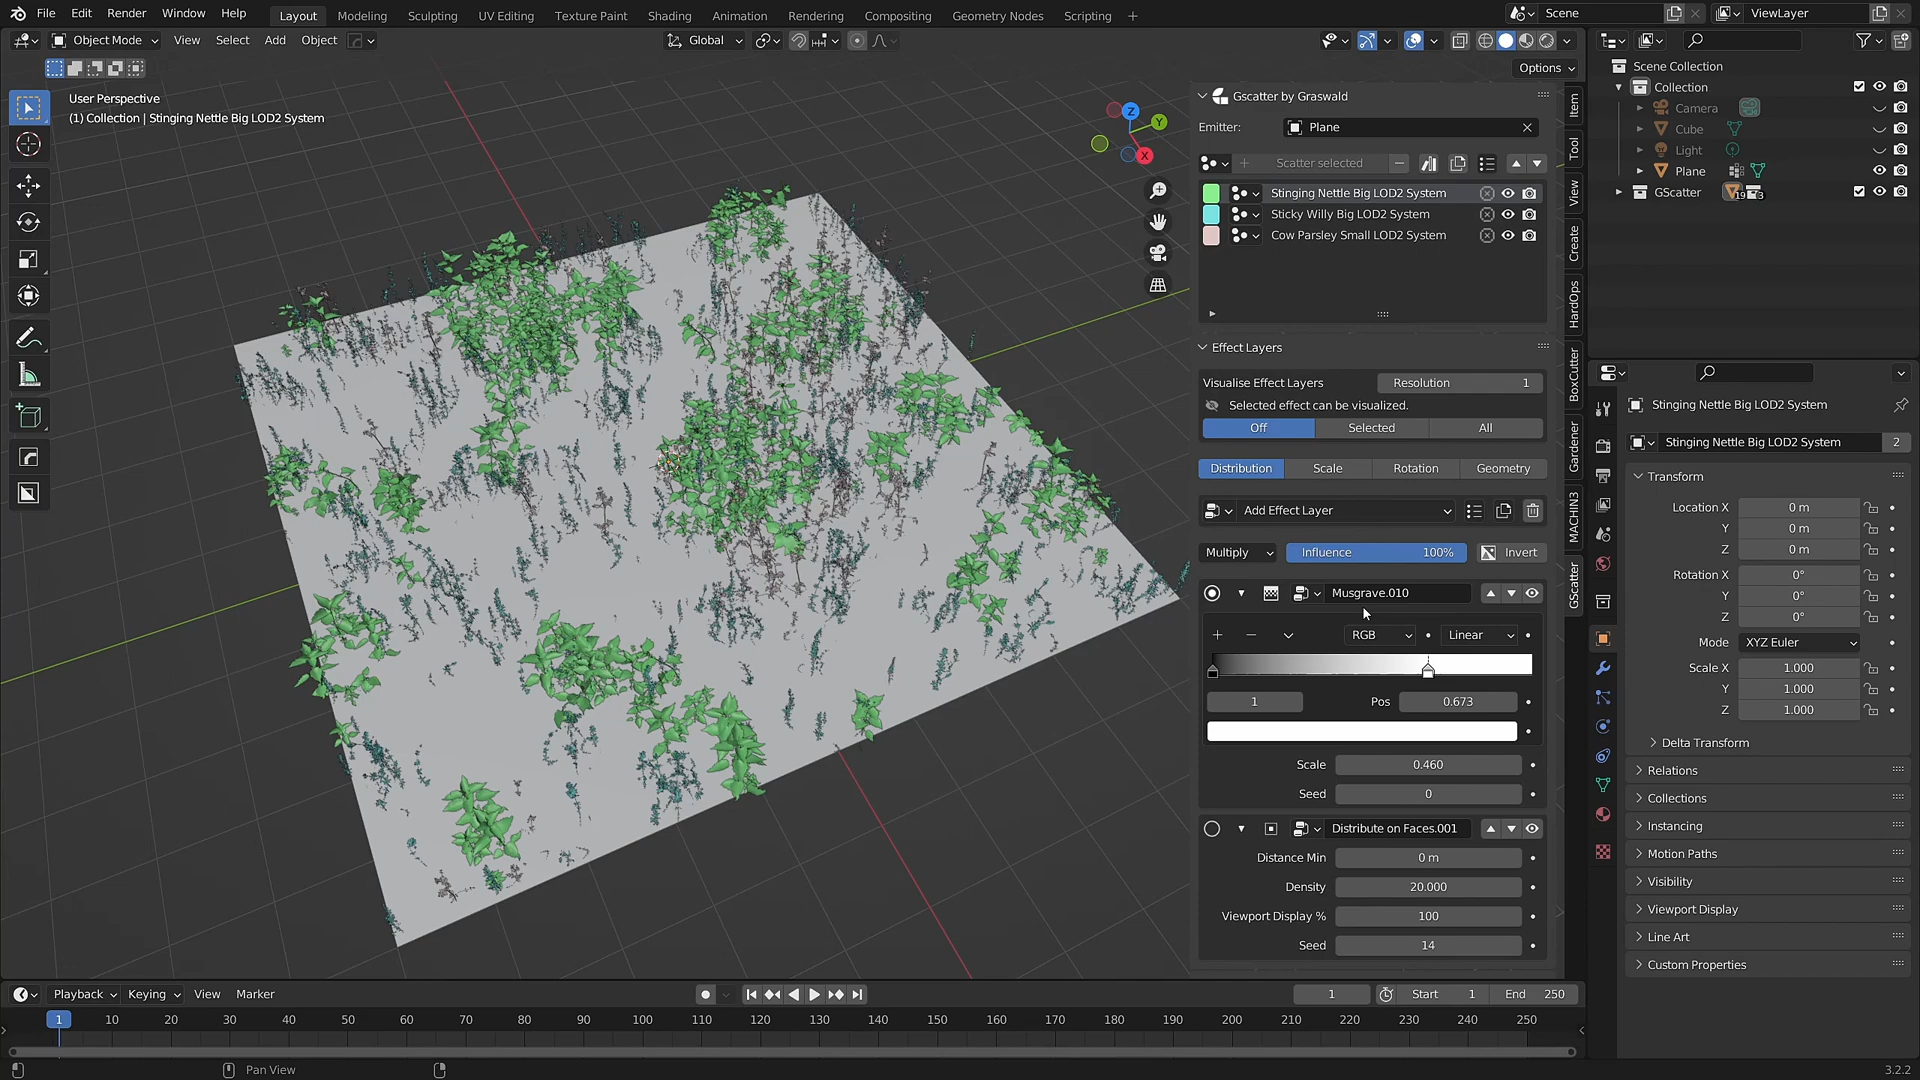 File Edit Render Window Help Layout Modeling Sculpting UV Editing Texture Paint Shading Animation Rendering Compositing Geometry Nodes Scripting + Scene ViewLayer
Object Mode View Select Add Object Global
Options
User Perspective
(1) Collection | Stinging Nettle Big LOD2 System
Z
Y
X
Gscatter by Graswald
Emitter: Plane
Scatter selected
Stinging Nettle Big LOD2 System
Sticky Willy Big LOD2 System
Cow Parsley Small LOD2 System
Effect Layers
Visualise Effect Layers Resolution 1
Selected effect can be visualized.
Off Selected All
Distribution Scale Rotation Geometry
Add Effect Layer
Multiply Influence 100% Invert
Musgrave.010
RGB Linear
1 Pos 0.673
Scale 0.460
Seed 0
Distribute on Faces.001
Distance Min 0 m
Density 20.000
Viewport Display % 100
Seed 14
Item
Tool
View
Create
HardOps
BoxCutter
Gardener
MACHIN3
GScatter
Scene Collection
Collection
Camera
Cube
Light
Plane
GScatter 19 3
Stinging Nettle Big LOD2 System
Stinging Nettle Big LOD2 System 2
Transform
Location X 0 m
Y 0 m
Z 0 m
Rotation X 0°
Y 0°
Z 0°
Mode XYZ Euler
Scale X 1.000
Y 1.000
Z 1.000
Delta Transform
Relations
Collections
Instancing
Motion Paths
Visibility
Viewport Display
Line Art
Custom Properties
Playback Keying View Marker 1 Start 1 End 250
1 10 20 30 40 50 60 70 80 90 100 110 120 130 140 150 160 170 180 190 200 210 220 230 240 250
Pan View 3.2.2